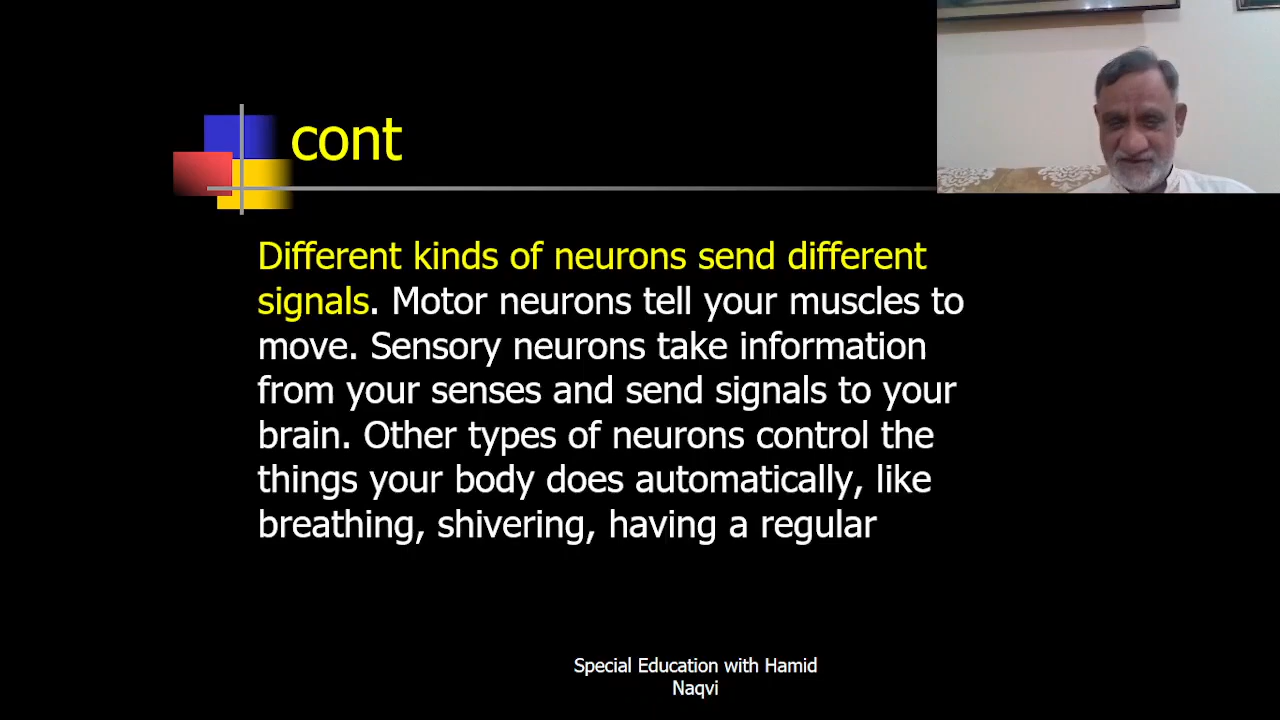 cont
Different kinds of neurons send different
signals. Motor neurons tell your muscles to
move. Sensory neurons take information
from your senses and send signals to your
brain. Other types of neurons control the
things your body does automatically, like
breathing, shivering, having a regular
Special Education with Hamid
Naqvi